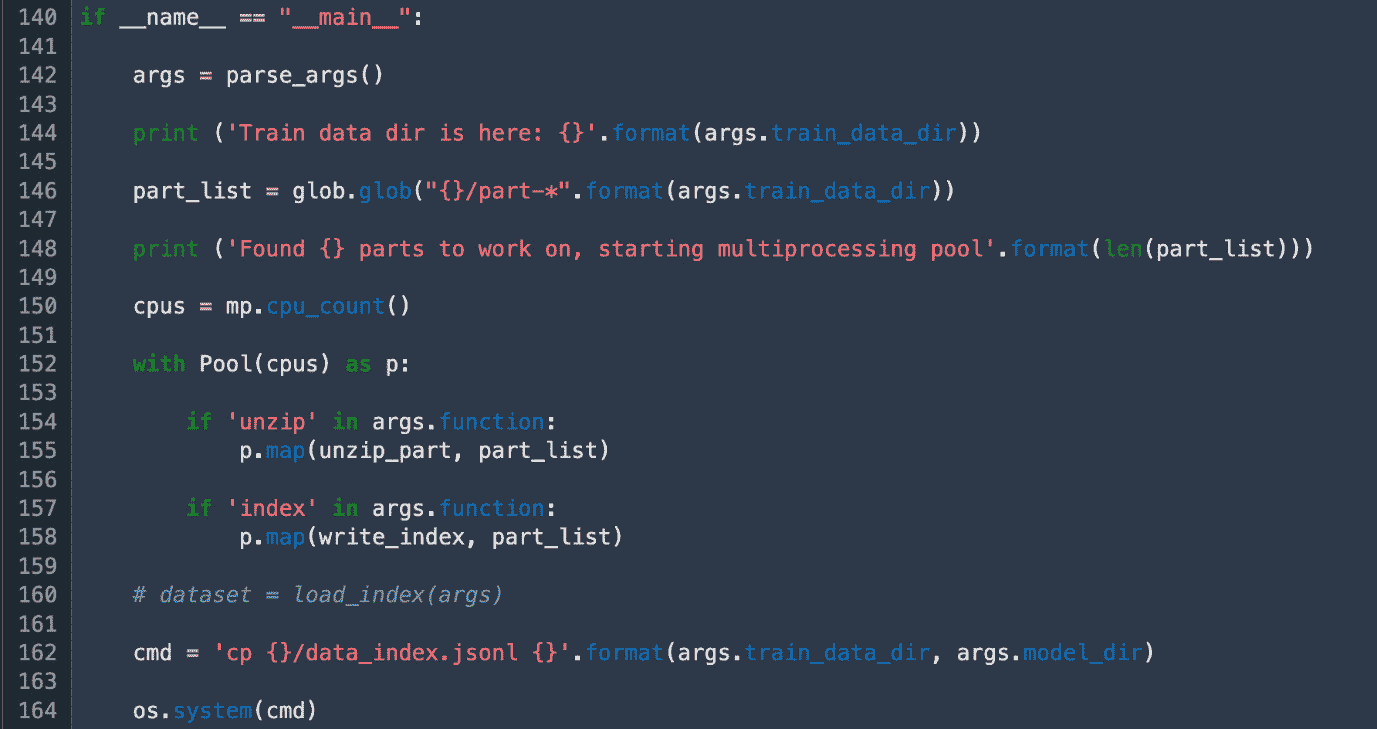 140 if __name__ == "__main__":
141
142     args = parse_args()
143
144     print ('Train data dir is here: {}'.format(args.train_data_dir))
145
146     part_list = glob.glob("{}/part-*".format(args.train_data_dir))
147
148     print ('Found {} parts to work on, starting multiprocessing pool'.format(len(part_list)))
149
150     cpus = mp.cpu_count()
151
152     with Pool(cpus) as p:
153
154         if 'unzip' in args.function:
155             p.map(unzip_part, part_list)
156
157         if 'index' in args.function:
158             p.map(write_index, part_list)
159
160     # dataset = load_index(args)
161
162     cmd = 'cp {}/data_index.jsonl {}'.format(args.train_data_dir, args.model_dir)
163
164     os.system(cmd)